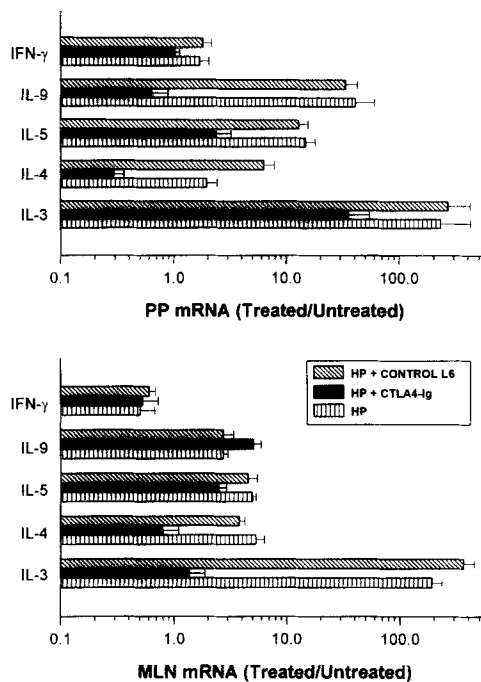 IFN-γ
IL-9
IL-5
IL-4
IL-3
0.1 1.0 10.0 100.0
PP mRNA (Treated/Untreated)
HP + CONTROL L6
HP + CTLA4-Ig
HP
IFN-γ
IL-9
IL-5
IL-4
IL-3
0.1 1.0 10.0 100.0
MLN mRNA (Treated/Untreated)